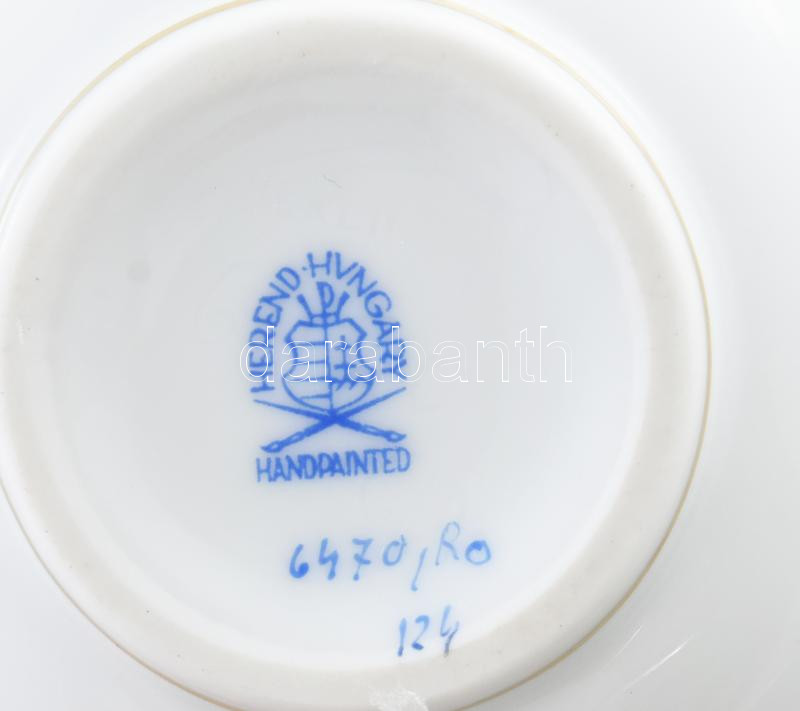 HEREND·HVNGARY
HANDPAINTED
6470/Ro
124
darabanth